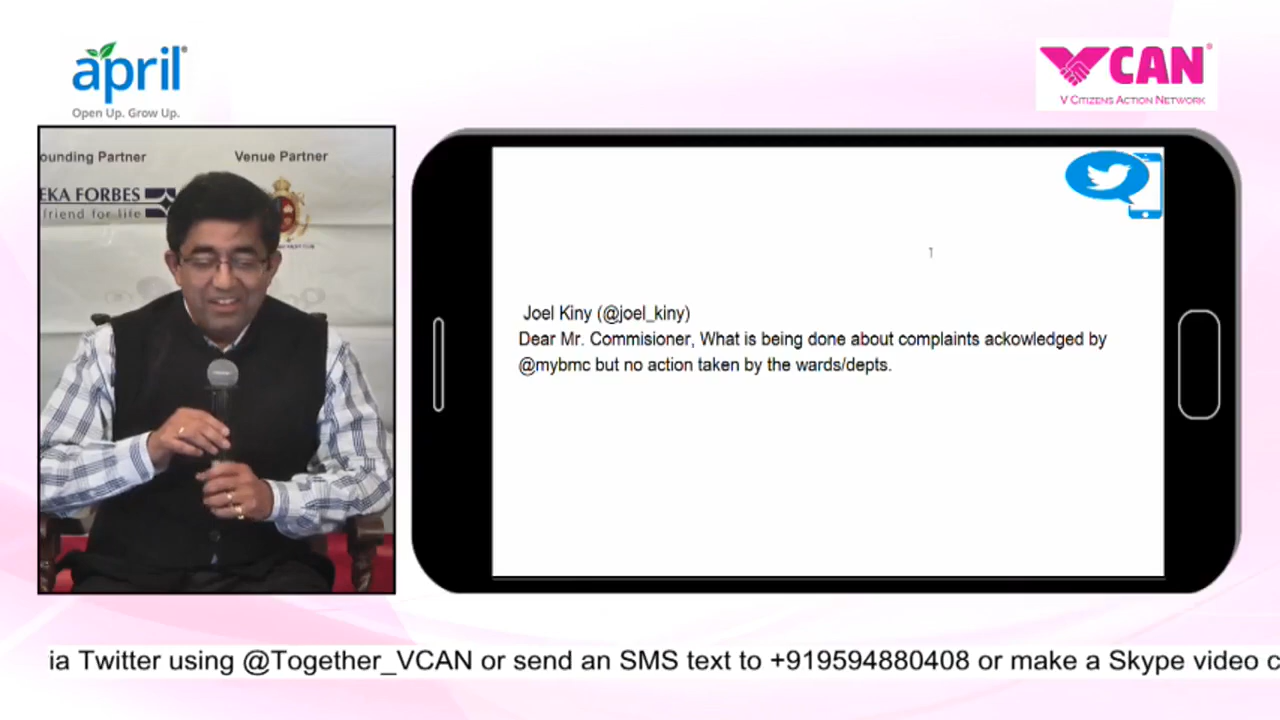 april®
Open Up. Grow Up.
VCAN®
V CITIZENS ACTION NETWORK
ounding Partner
Venue Partner
EKA FORBES
friend for life
1
Joel Kiny (@joel_kiny)
Dear Mr. Commisioner, What is being done about complaints ackowledged by
@mybmc but no action taken by the wards/depts.
ia Twitter using @Together_VCAN or send an SMS text to +919594880408 or make a Skype video c